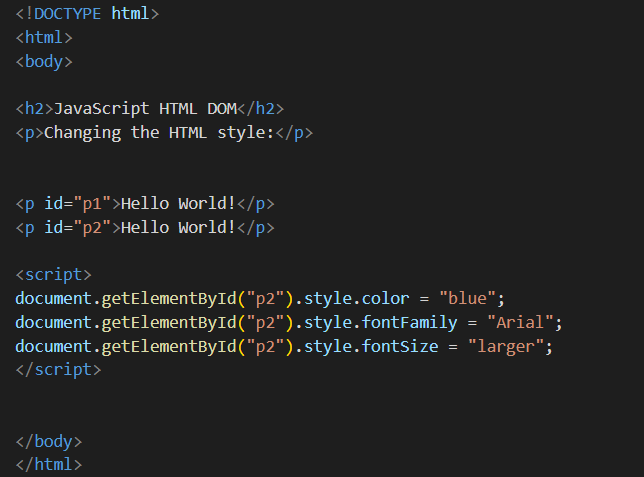 <!DOCTYPE html>
<html>
<body>
<h2>JavaScript HTML DOM</h2>
<p>Changing the HTML style:</p>
<p id="p1">Hello World!</p>
<p id="p2">Hello World!</p>
<script>
document.getElementById("p2").style.color = "blue";
document.getElementById("p2").style.fontFamily = "Arial";
document.getElementById("p2").style.fontSize = "larger";
</script>
</body>
</html>